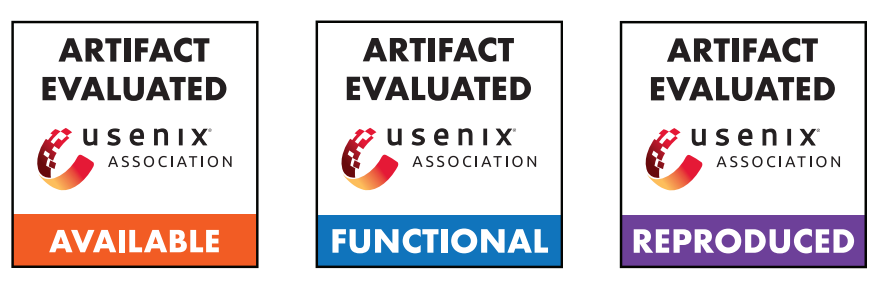 ARTIFACT
EVALUATED
usenix
ASSOCIATION
AVAILABLE
ARTIFACT
EVALUATED
usenix
ASSOCIATION
FUNCTIONAL
ARTIFACT
EVALUATED
usenix
ASSOCIATION
REPRODUCED